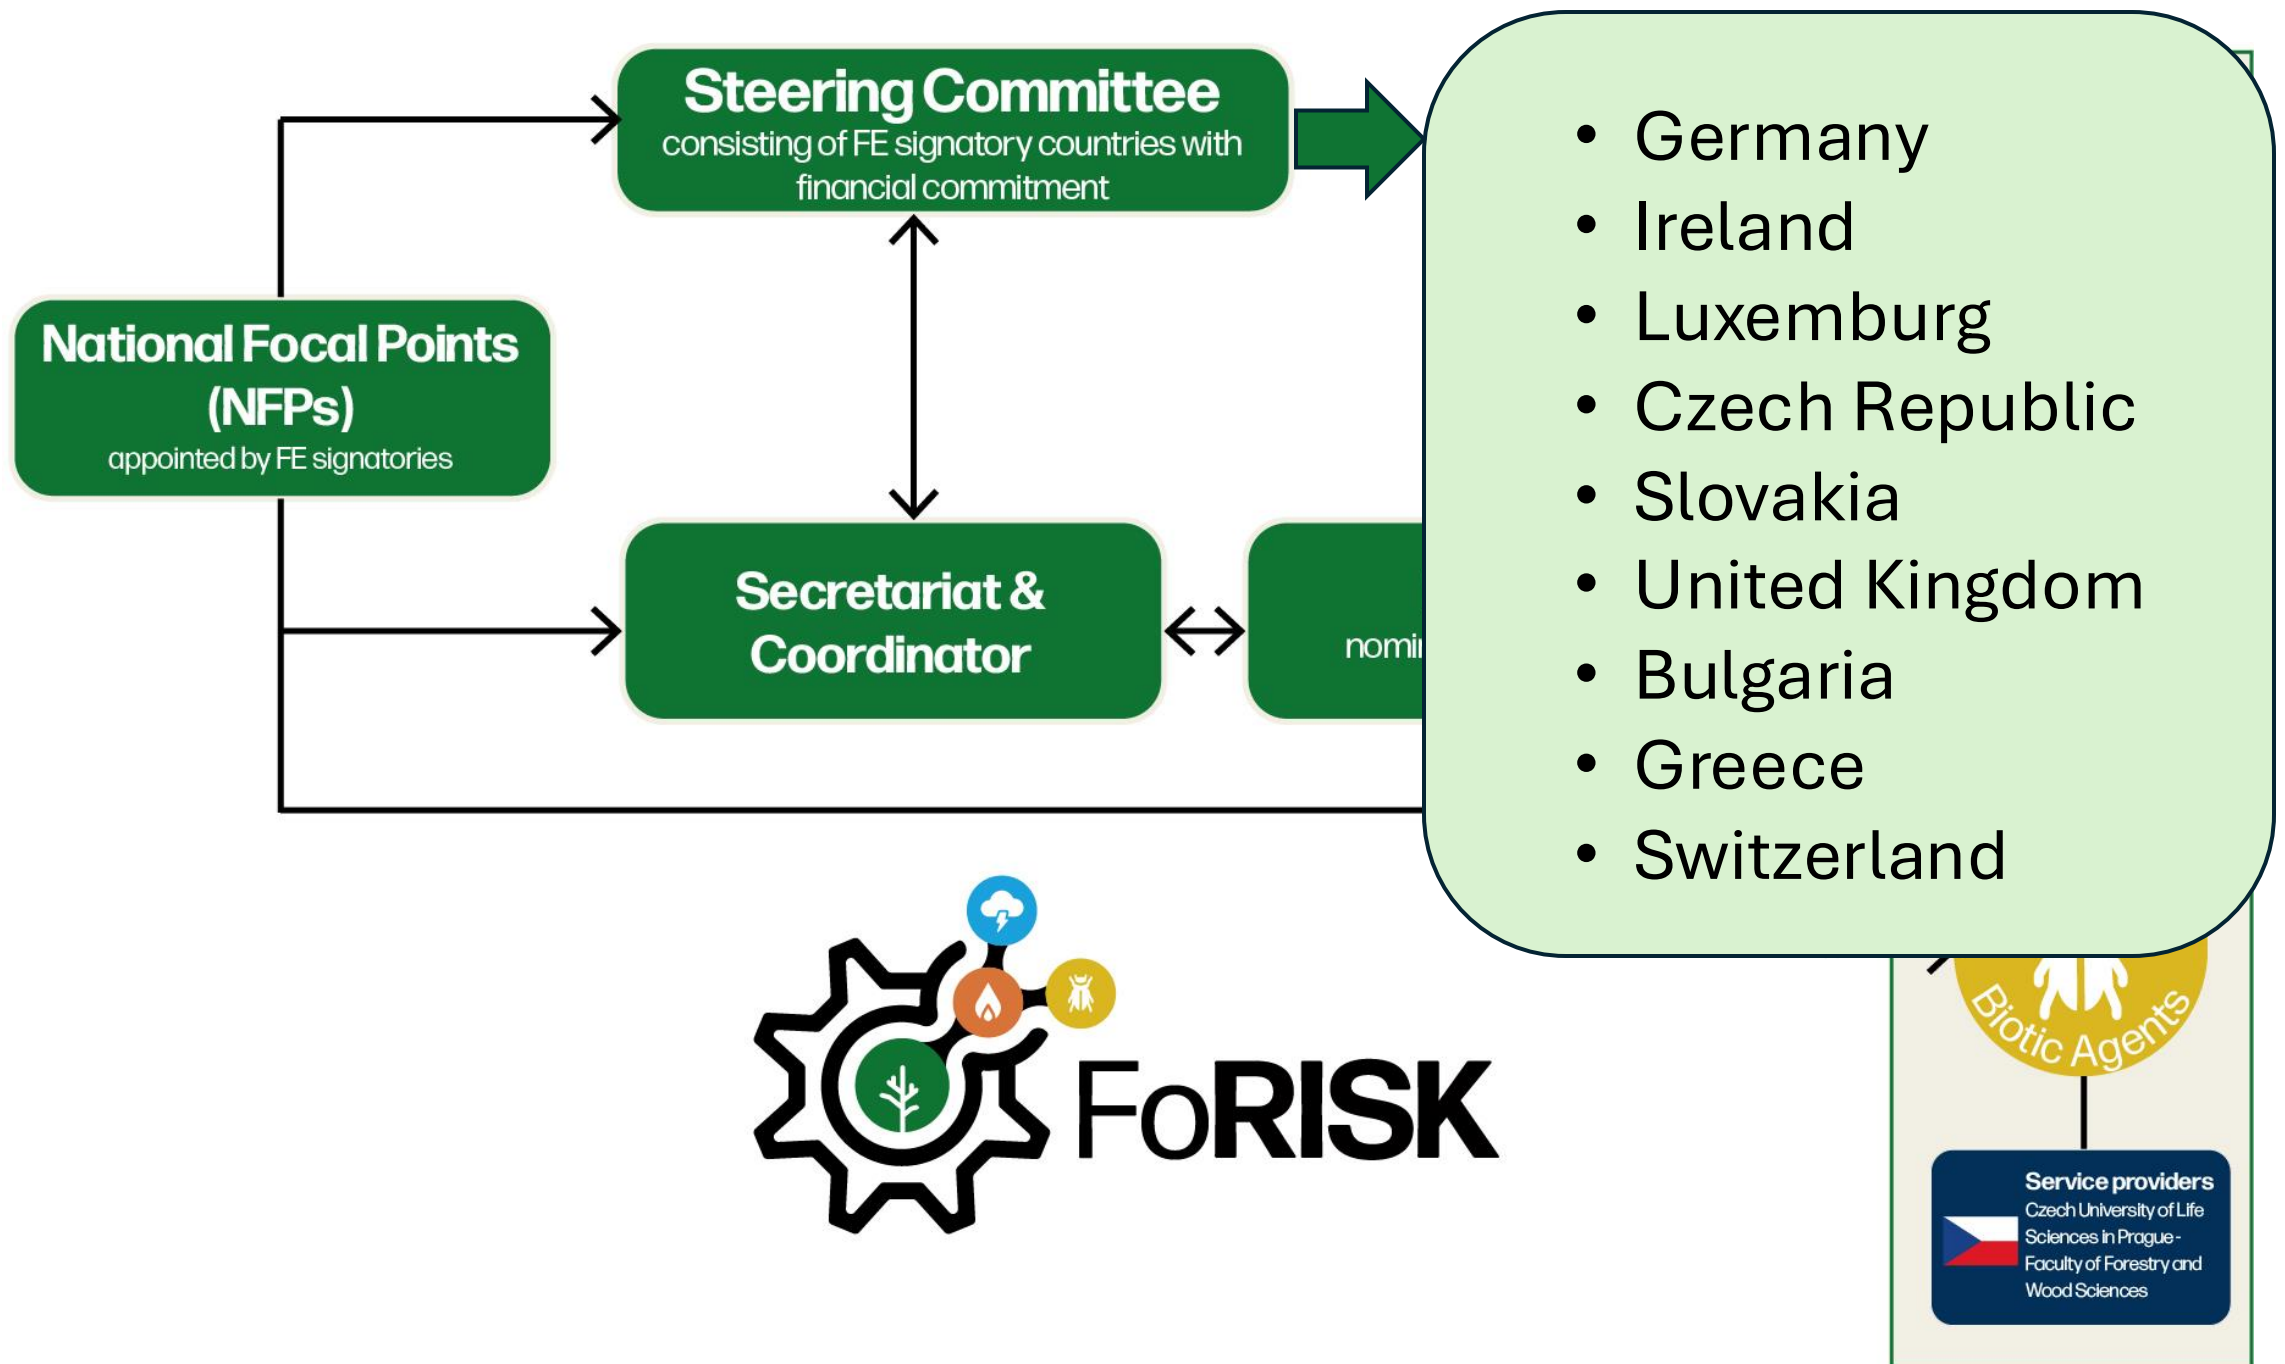 Steering Committee
consisting of FE signatory countries with
financial commitment
• Germany
• Ireland
• Luxemburg
• Czech Republic
• Slovakia
• United Kingdom
• Bulgaria
• Greece
• Switzerland
National Focal Points
(NFPs)
appointed by FE signatories
Secretariat &
Coordinator
FoRISK
Biotic Agents
Service providers
Czech University of Life
Sciences in Prague -
Faculty of Forestry and
Wood Sciences